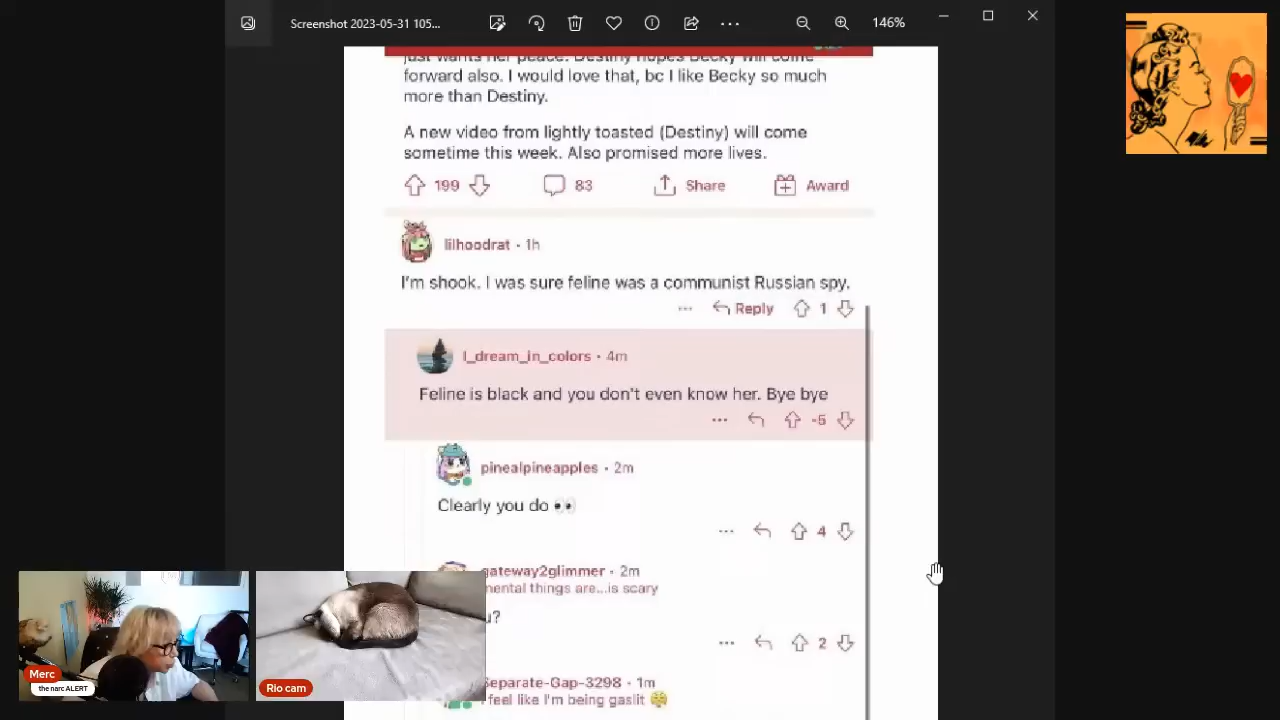 Screenshot 2023-05-31 105...
146%
just wants her peace. Destiny hopes Becky will come
forward also. I would love that, bc I like Becky so much
more than Destiny.
A new video from lightly toasted (Destiny) will come
sometime this week. Also promised more lives.
199
83
Share
Award
lilhoodrat · 1h
I'm shook. I was sure feline was a communist Russian spy.
... Reply 1
I_dream_in_colors · 4m
Feline is black and you don't even know her. Bye bye
... -5
pinealpineapples · 2m
Clearly you do 👀
... 4
gateway2glimmer · 2m
mental things are...is scary
u?
... 2
Separate-Gap-3298 · 1m
feel like I'm being gaslit
Merc
the narc ALERT
Rio cam